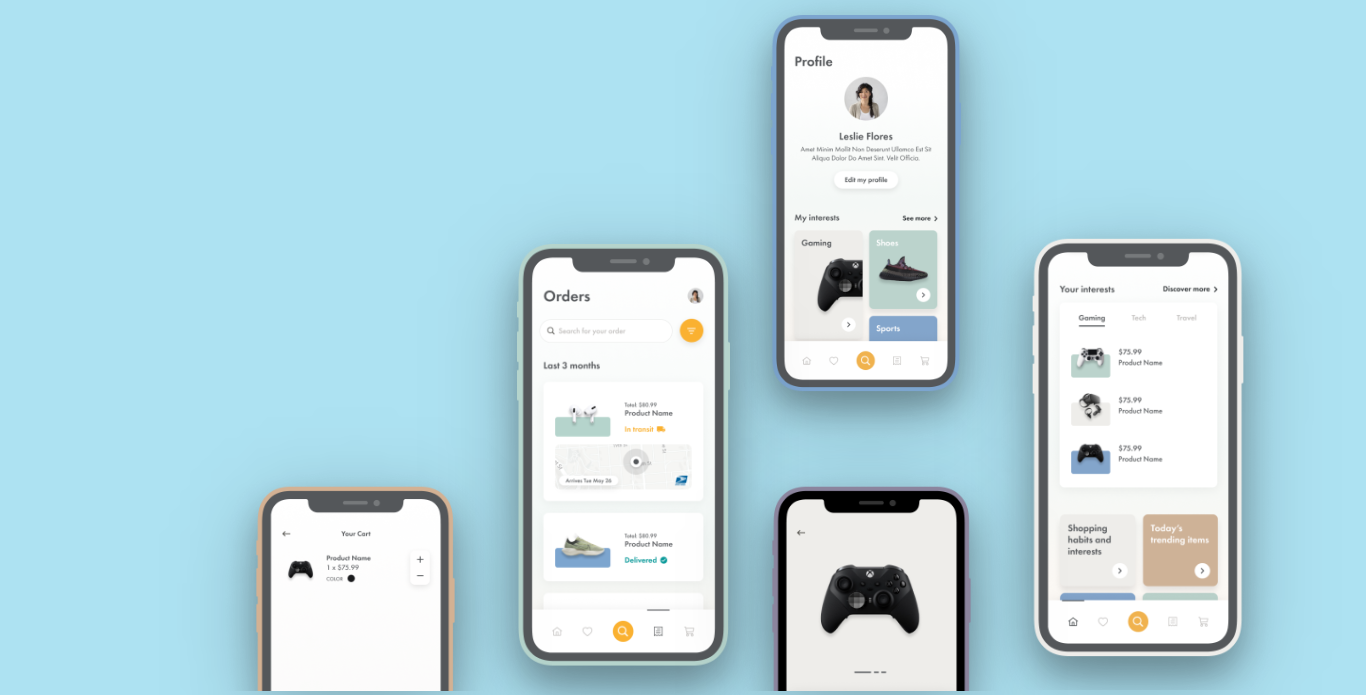 Profile
Leslie Flores
Amet Minim Mollit Non Deserunt Ullamco Est Sit
Aliqua Dolor Do Amet Sint. Velit Officia.
Edit my profile
My interests
See more
Gaming
Shoes
Sports
Orders
Search for your order
Last 3 months
Total: $80.99
Product Name
In transit
Arrives Tue May 26
Total: $80.99
Product Name
Delivered
Your interests
Discover more
Gaming
Tech
Travel
$75.99
Product Name
$75.99
Product Name
$75.99
Product Name
Shopping
habits and
interests
Today's
trending items
Your Cart
Product Name
1 x $75.99
COLOR